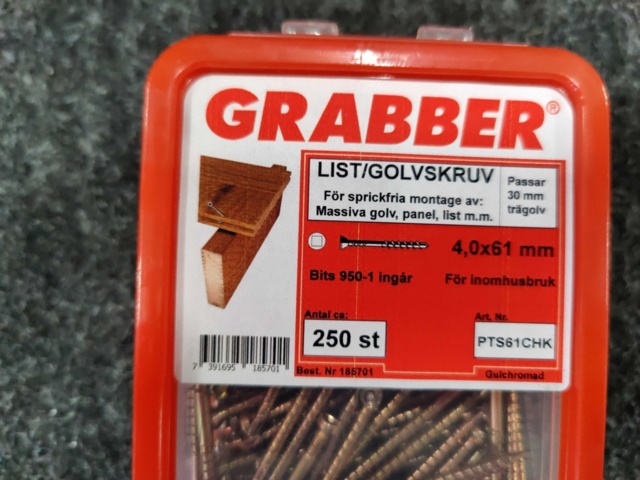 GRABBER®
LIST/GOLVSKRUV
För sprickfria montage av:
Massiva golv, panel, list m.m.
Passar
30 mm
trägolv
4,0x61 mm
Bits 950-1 ingår
För inomhusbruk
Antal ca:
250 st
Art. Nr.
PTS61CHK
7 391695 185701
Best. Nr 185701
Gulchromad